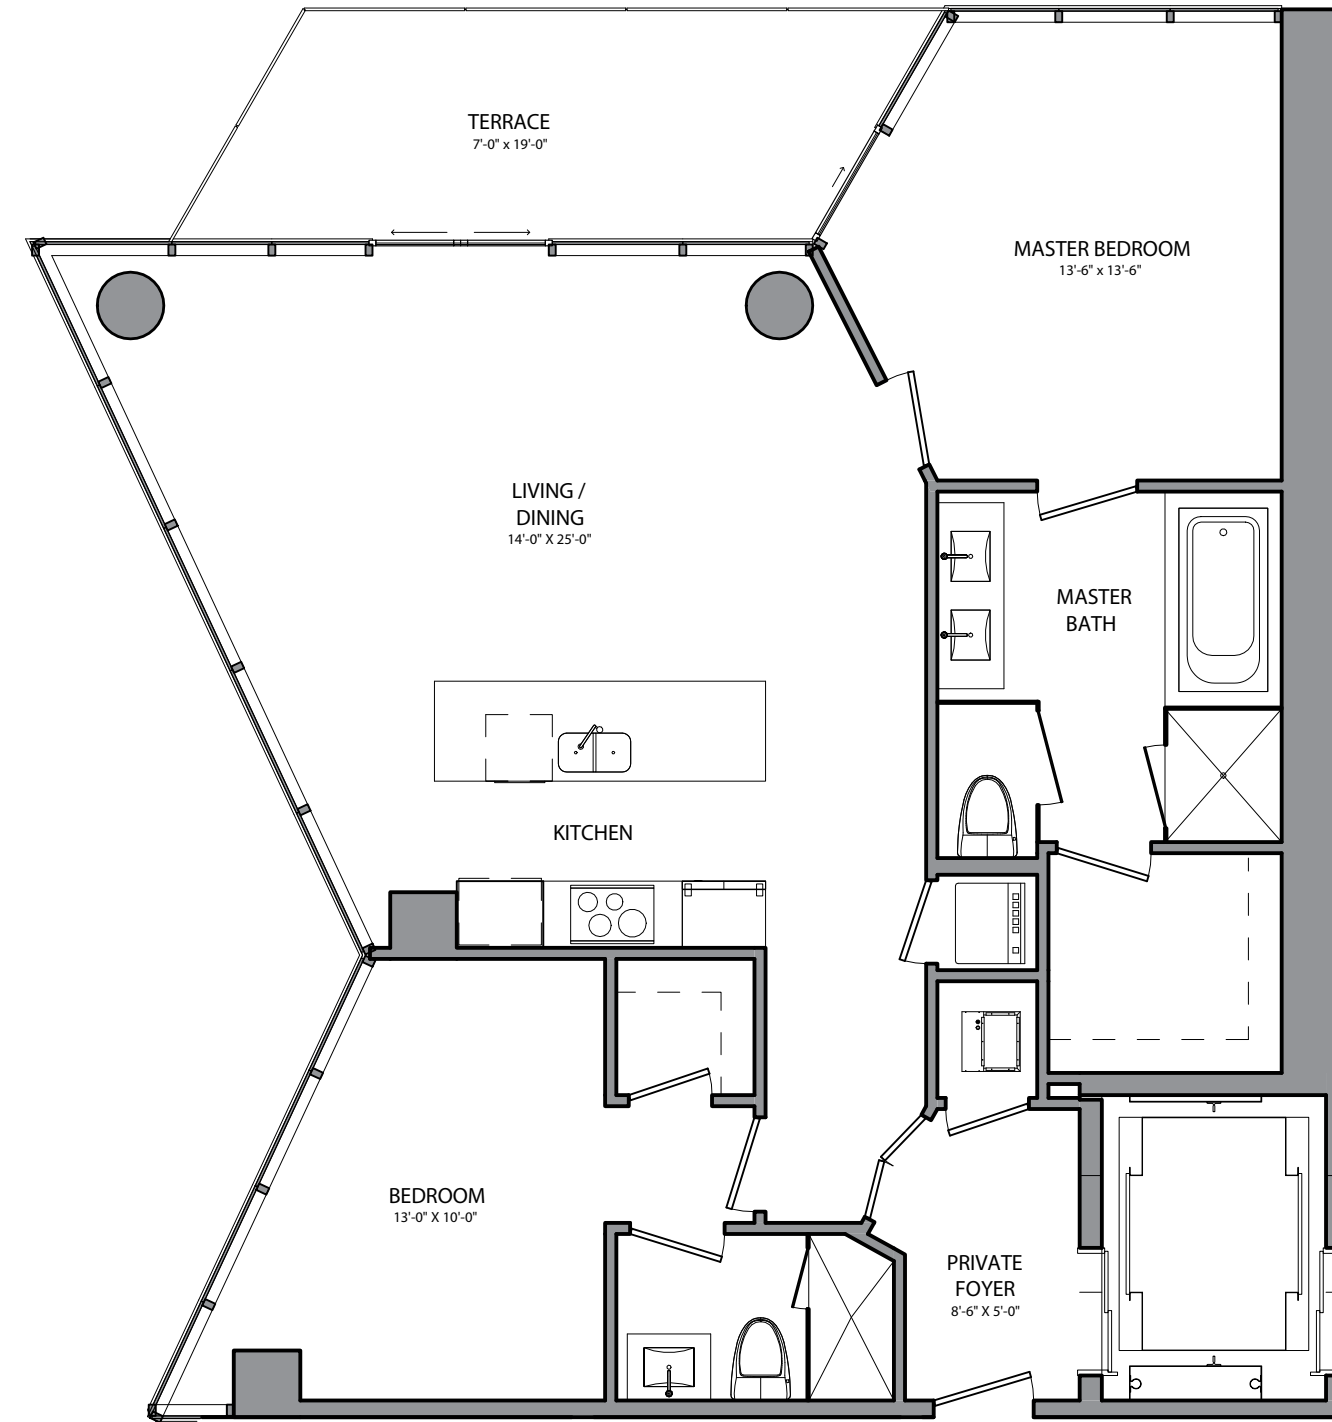 TERRACE
7'-0" x 19'-0"
MASTER BEDROOM
13'-6" x 13'-6"
LIVING /
DINING
14'-0" X 25'-0"
MASTER
BATH
KITCHEN
BEDROOM
13'-0" X 10'-0"
PRIVATE
FOYER
8'-6" X 5'-0"